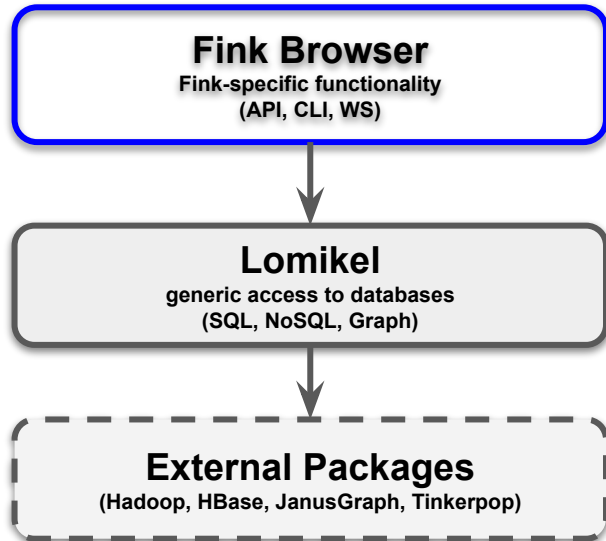 Fink Browser
Fink-specific functionality
(API, CLI, WS)
Lomikel
generic access to databases
(SQL, NoSQL, Graph)
External Packages
(Hadoop, HBase, JanusGraph, Tinkerpop)